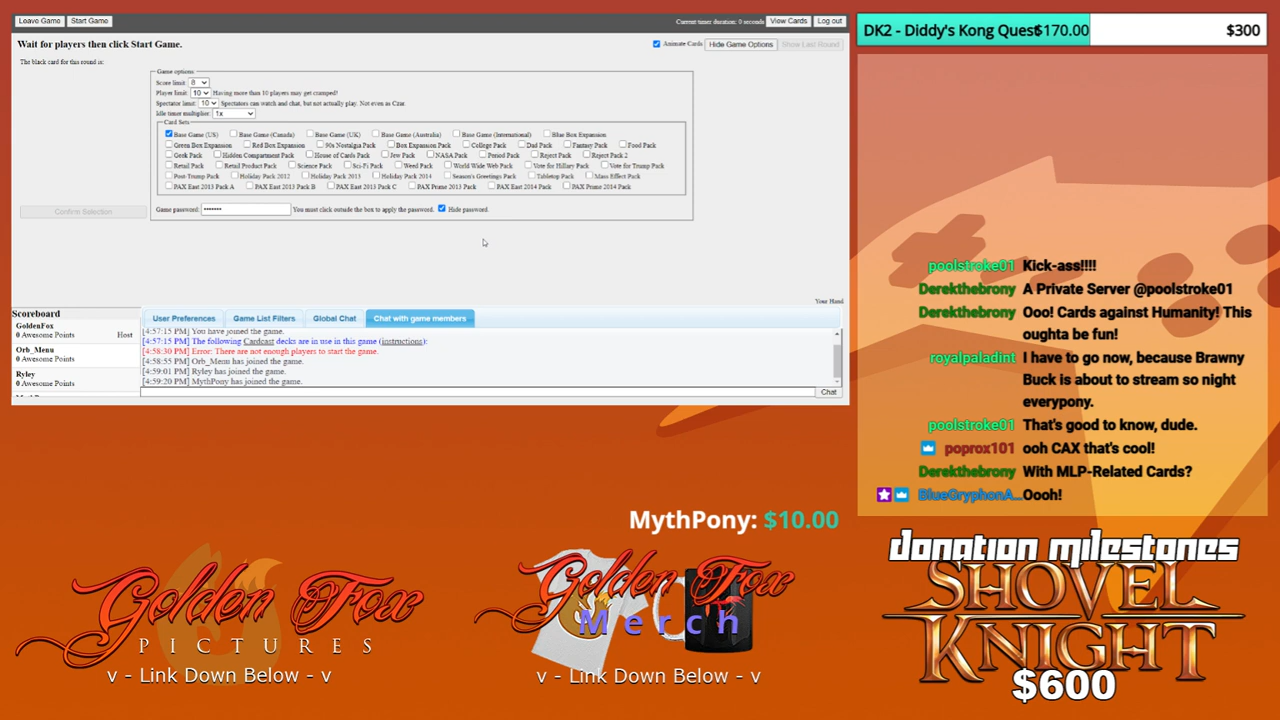 Leave Game
Start Game
Current timer duration: 0 seconds
View Cards
Log out
Wait for players then click Start Game.
Animate Cards
Hide Game Options
Show Last Round
The black card for this round is:
Game options
Score limit: 8
Player limit: 10 Having more than 10 players may get cramped!
Spectator limit: 10 Spectators can watch and chat, but not actually play. Not even as Czar.
Idle timer multiplier: 1x
Card Sets
Base Game (US) Base Game (Canada) Base Game (UK) Base Game (Australia) Base Game (International) Blue Box Expansion
Green Box Expansion Red Box Expansion 90s Nostalgia Pack Box Expansion Pack College Pack Dad Pack Fantasy Pack Food Pack
Geek Pack Hidden Compartment Pack House of Cards Pack Jew Pack NASA Pack Period Pack Reject Pack Reject Pack 2
Retail Pack Retail Product Pack Science Pack Sci-Fi Pack Weed Pack World Wide Web Pack Vote for Hillary Pack Vote for Trump Pack
Post-Trump Pack Holiday Pack 2012 Holiday Pack 2013 Holiday Pack 2014 Season's Greetings Pack Tabletop Pack Mass Effect Pack
PAX East 2013 Pack A PAX East 2013 Pack B PAX East 2013 Pack C PAX Prime 2013 Pack PAX East 2014 Pack PAX Prime 2014 Pack
Game password: ••••••• You must click outside the box to apply the password. Hide password.
Confirm Selection
Your Hand
Scoreboard
GoldenFox
0 Awesome Points Host
Orb_Menu
0 Awesome Points
Ryley
0 Awesome Points
User Preferences
Game List Filters
Global Chat
Chat with game members
[4:57:15 PM] You have joined the game.
[4:57:15 PM] The following Cardcast decks are in use in this game (instructions):
[4:58:30 PM] Error: There are not enough players to start the game.
[4:58:55 PM] Orb_Menu has joined the game.
[4:59:01 PM] Ryley has joined the game.
[4:59:20 PM] MythPony has joined the game.
Chat
DK2 - Diddy's Kong Quest $170.00 $300
poolstroke01 Kick-ass!!!!
Derekthebrony A Private Server @poolstroke01
Derekthebrony Ooo! Cards against Humanity! This
oughta be fun!
royalpaladint I have to go now, because Brawny
Buck is about to stream so night
everypony.
poolstroke01 That's good to know, dude.
poprox101 ooh CAX that's cool!
Derekthebrony With MLP-Related Cards?
BlueGryphonA... Oooh!
MythPony: $10.00
Golden Fox
PICTURES
v - Link Down Below - v
Golden Fox
Merch
v - Link Down Below - v
Donation Milestones
SHOVEL
KNIGHT
$600